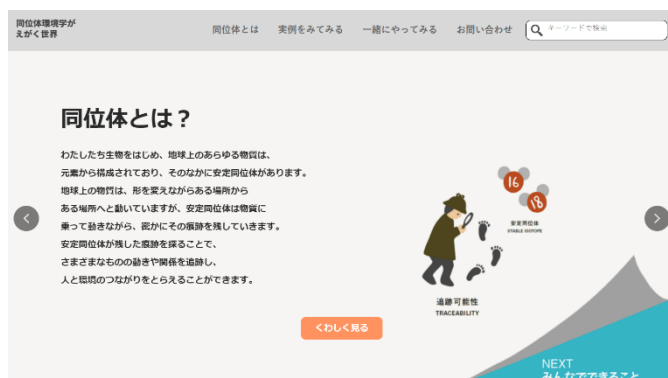 同位体環境学が
えがく世界
同位体とは
実例をみてみる
一緒にやってみる
お問い合わせ
キーワードで検索
同位体とは？
わたしたち生物をはじめ、地球上のあらゆる物質は、
元素から構成されており、そのなかに安定同位体があります。
地球上の物質は、形を変えながらある場所から
ある場所へと動いていますが、安定同位体は物質に
乗って動きながら、密かにその痕跡を残していきます。
安定同位体が残した痕跡を探ることで、
さまざまなものの動きや関係を追跡し、
人と環境のつながりをとらえることができます。
16
18
安定同位体
STABLE ISOTOPE
追跡可能性
TRACEABILITY
くわしく見る
NEXT
みんなでできること